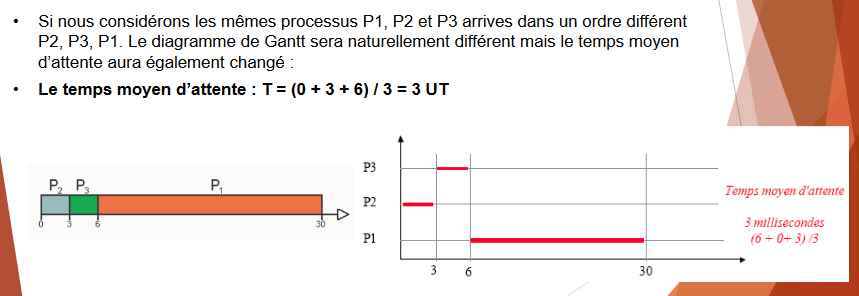 • Si nous considérons les mêmes processus P1, P2 et P3 arrives dans un ordre différent
P2, P3, P1. Le diagramme de Gantt sera naturellement différent mais le temps moyen
d'attente aura également changé :
• Le temps moyen d'attente : T = (0 + 3 + 6) / 3 = 3 UT
P2 P3 P1
0 3 6 30
P3
P2
P1
3 6 30
Temps moyen d'attente
3 millisecondes
(6 + 0+ 3) /3